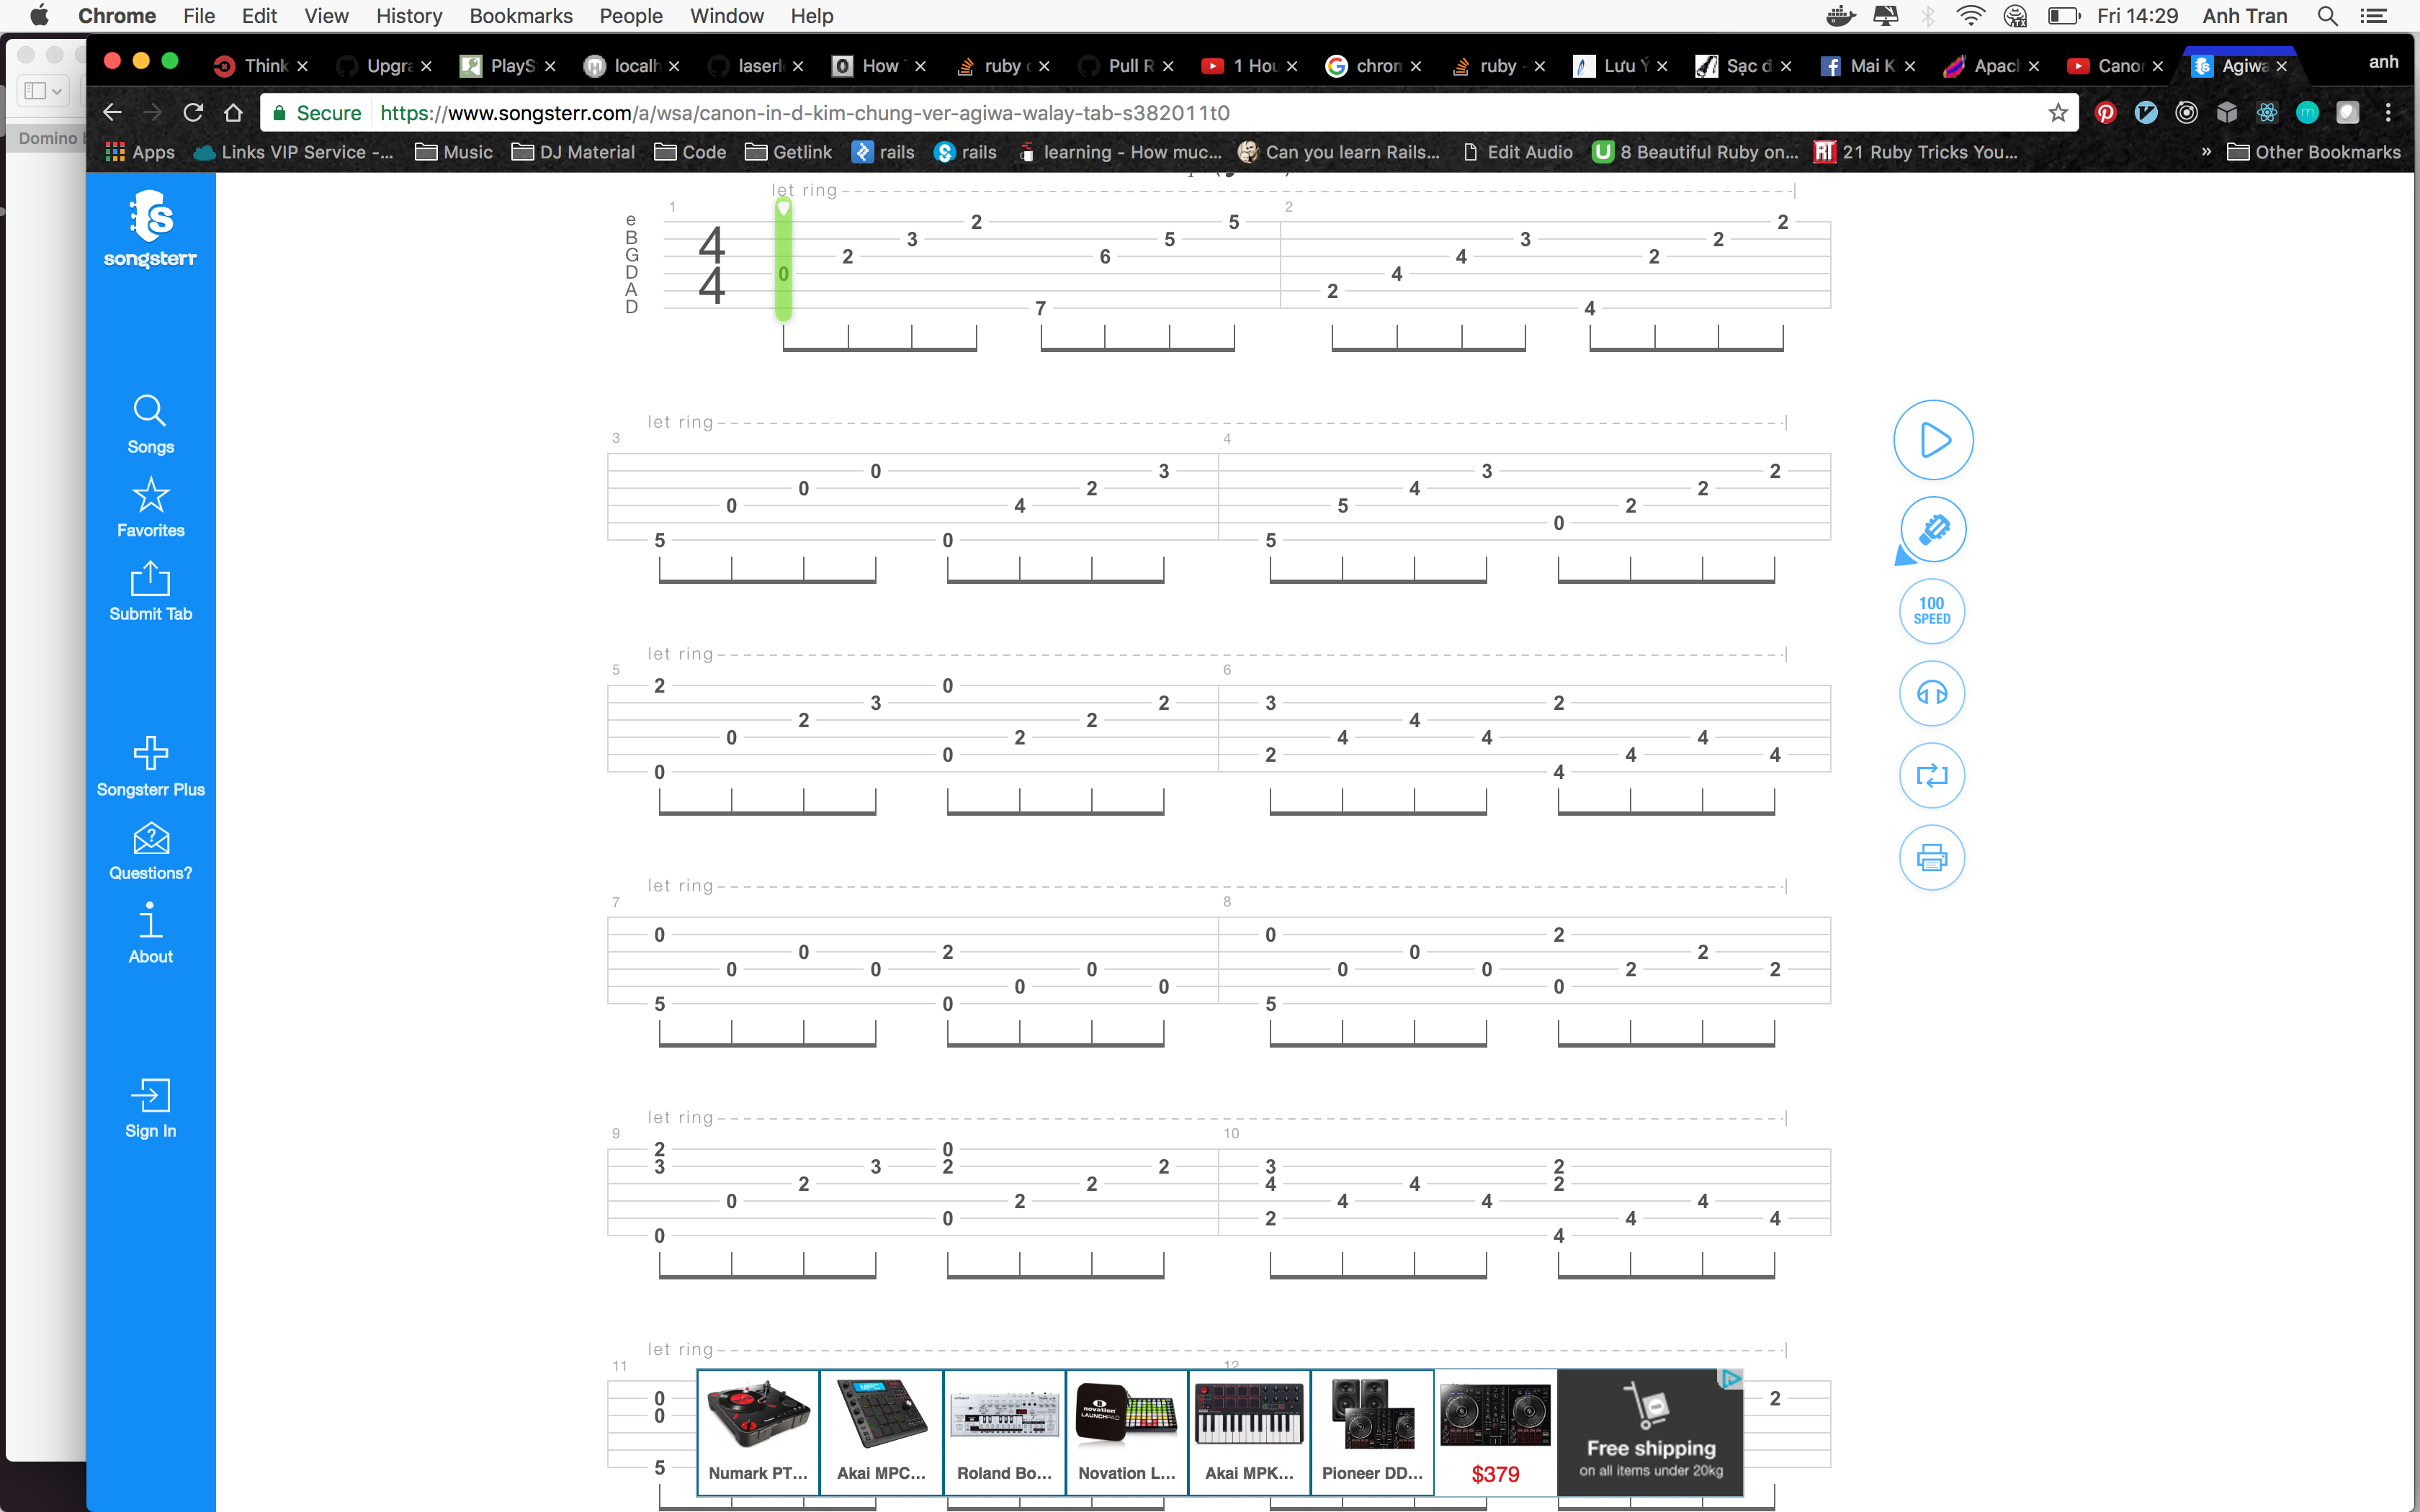 Chrome File Edit View History Bookmarks People Window Help Fri 14:29 Anh Tran
Think Upgra PlayS localh laserl How ruby Pull R 1 Hou chrom ruby - Lưu Ý Sạc đ Mai K Apach Canon Agiwa anh
Secure https://www.songsterr.com/a/wsa/canon-in-d-kim-chung-ver-agiwa-walay-tab-s382011t0
Domino
Apps Links VIP Service -... Music DJ Material Code Getlink rails rails learning - How muc... Can you learn Rails... Edit Audio 8 Beautiful Ruby on... 21 Ruby Tricks You... » Other Bookmarks
songsterr
Songs
Favorites
Submit Tab
Songsterr Plus
Questions?
About
Sign In
let ring
1 2
e 2 5 2
B 3 5 3 2
G 2 6 4 2
D 0 4
A 2
D 7 4
4
4
let ring
3 4
0 3 3 2
0 2 4 2
0 4 5 2
0
5 0 5
let ring
5 6
2 0
3 2 3 2
2 2 4
0 2 4 4 4
0 2 4 4
0 4
let ring
7 8
0 0 2
0 2 0 2
0 0 0 0 0 2 2
0 0 0
5 0 5
let ring
9 10
2 0
3 3 2 2 3 2
2 2 4 4 2
0 2 4 4 4
0 2 4 4
0 4
let ring
11 12
0 2
0
5
100
SPEED
Numark PT... Akai MPC... Roland Bo... Novation L... Akai MPK... Pioneer DD... $379
Free shipping
on all items under 20kg